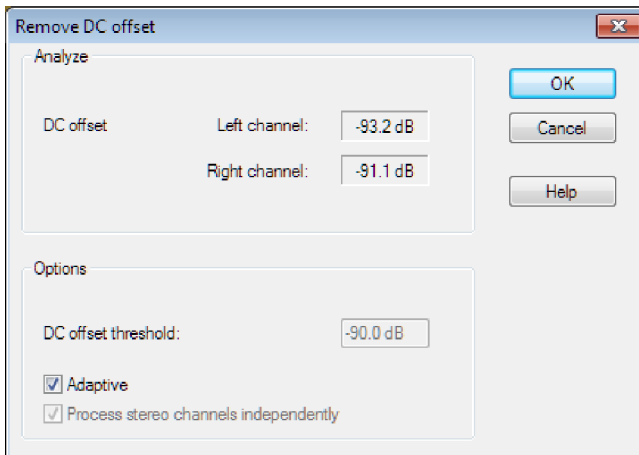 Remove DC offset
Analyze
DC offset Left channel: -93.2 dB
Right channel: -91.1 dB
OK
Cancel
Help
Options
DC offset threshold: -90.0 dB
Adaptive
Process stereo channels independently